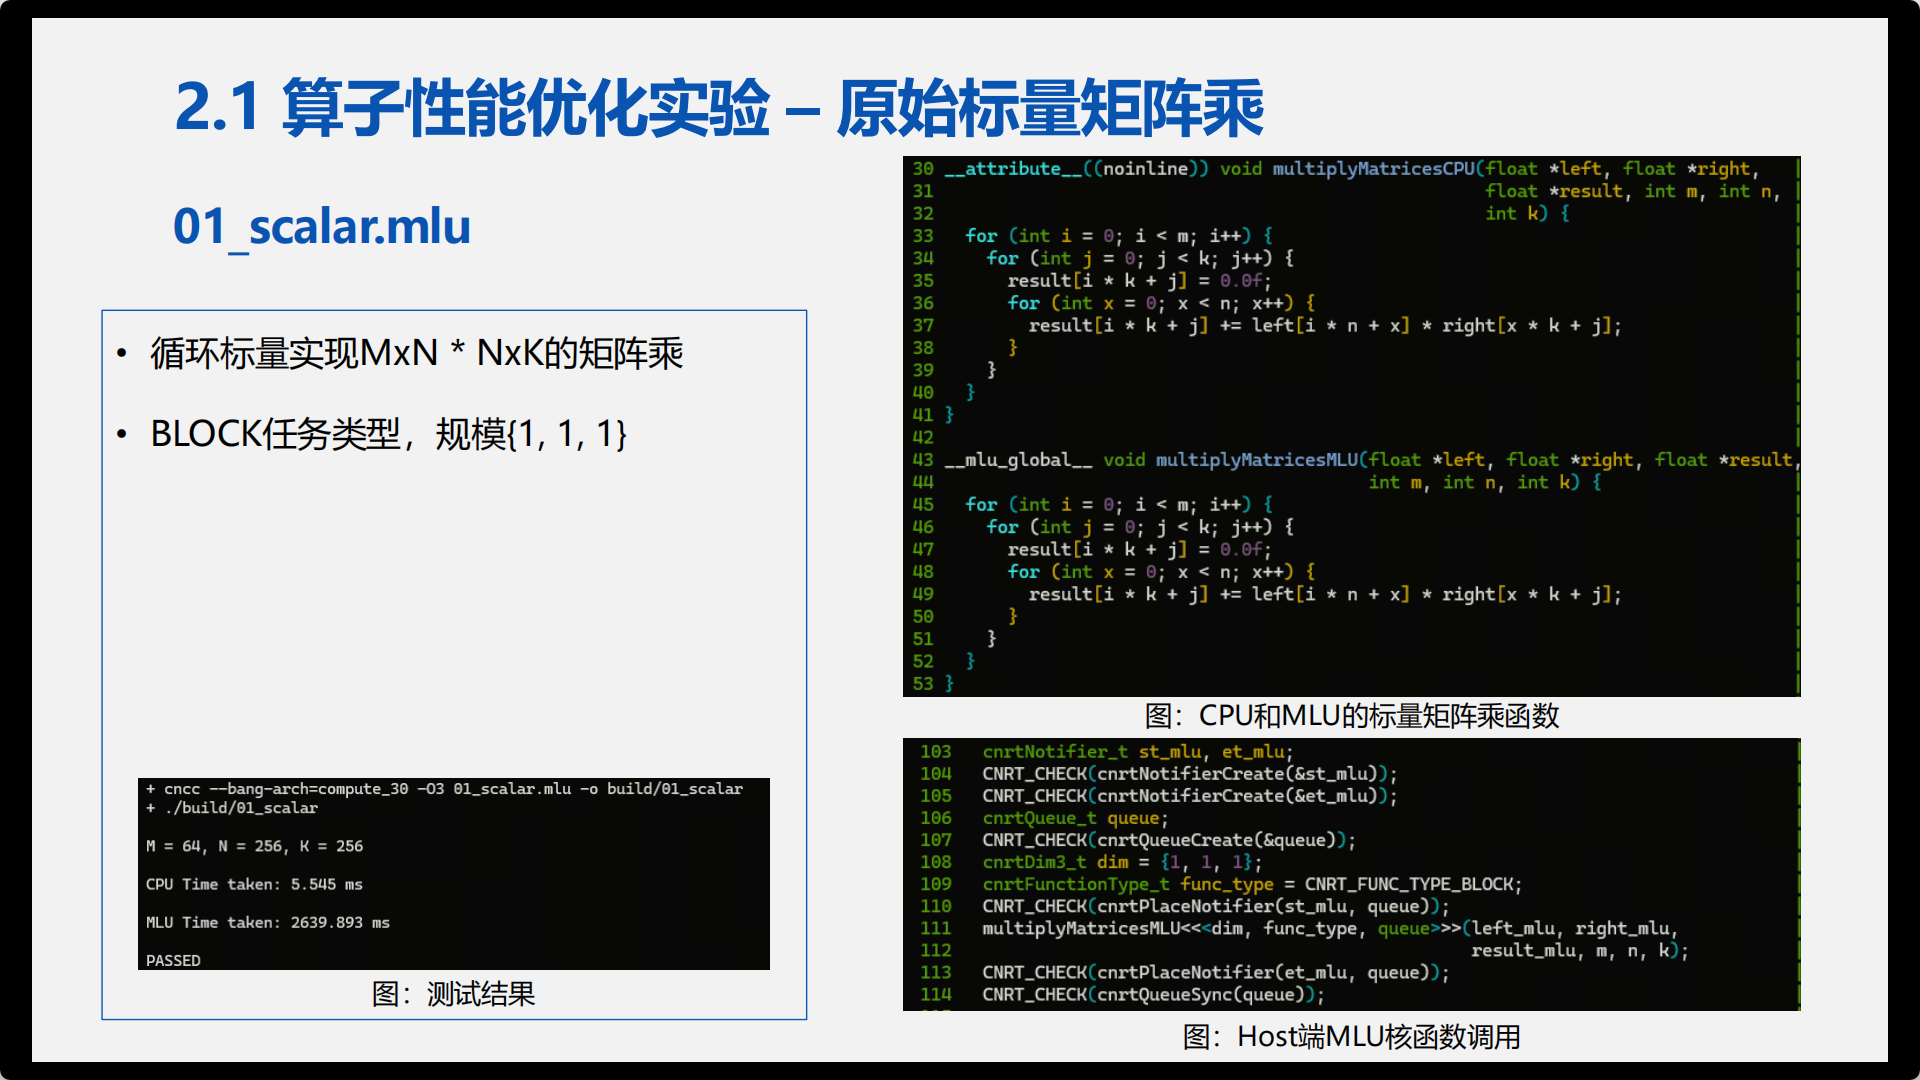 2.1 算子性能优化实验 – 原始标量矩阵乘
01_scalar.mlu
• 循环标量实现MxN * NxK的矩阵乘
• BLOCK任务类型，规模{1, 1, 1}
+ cncc --bang-arch=compute_30 -O3 01_scalar.mlu -o build/01_scalar
+ ./build/01_scalar
M = 64, N = 256, K = 256
CPU Time taken: 5.545 ms
MLU Time taken: 2639.893 ms
PASSED
图：测试结果
30 __attribute__((noinline)) void multiplyMatricesCPU(float *left, float *right,
31 float *result, int m, int n,
32 int k) {
33 for (int i = 0; i < m; i++) {
34 for (int j = 0; j < k; j++) {
35 result[i * k + j] = 0.0f;
36 for (int x = 0; x < n; x++) {
37 result[i * k + j] += left[i * n + x] * right[x * k + j];
38 }
39 }
40 }
41 }
42
43 __mlu_global__ void multiplyMatricesMLU(float *left, float *right, float *result,
44 int m, int n, int k) {
45 for (int i = 0; i < m; i++) {
46 for (int j = 0; j < k; j++) {
47 result[i * k + j] = 0.0f;
48 for (int x = 0; x < n; x++) {
49 result[i * k + j] += left[i * n + x] * right[x * k + j];
50 }
51 }
52 }
53 }
图：CPU和MLU的标量矩阵乘函数
103 cnrtNotifier_t st_mlu, et_mlu;
104 CNRT_CHECK(cnrtNotifierCreate(&st_mlu));
105 CNRT_CHECK(cnrtNotifierCreate(&et_mlu));
106 cnrtQueue_t queue;
107 CNRT_CHECK(cnrtQueueCreate(&queue));
108 cnrtDim3_t dim = {1, 1, 1};
109 cnrtFunctionType_t func_type = CNRT_FUNC_TYPE_BLOCK;
110 CNRT_CHECK(cnrtPlaceNotifier(st_mlu, queue));
111 multiplyMatricesMLU<<<dim, func_type, queue>>>(left_mlu, right_mlu,
112 result_mlu, m, n, k);
113 CNRT_CHECK(cnrtPlaceNotifier(et_mlu, queue));
114 CNRT_CHECK(cnrtQueueSync(queue));
图：Host端MLU核函数调用